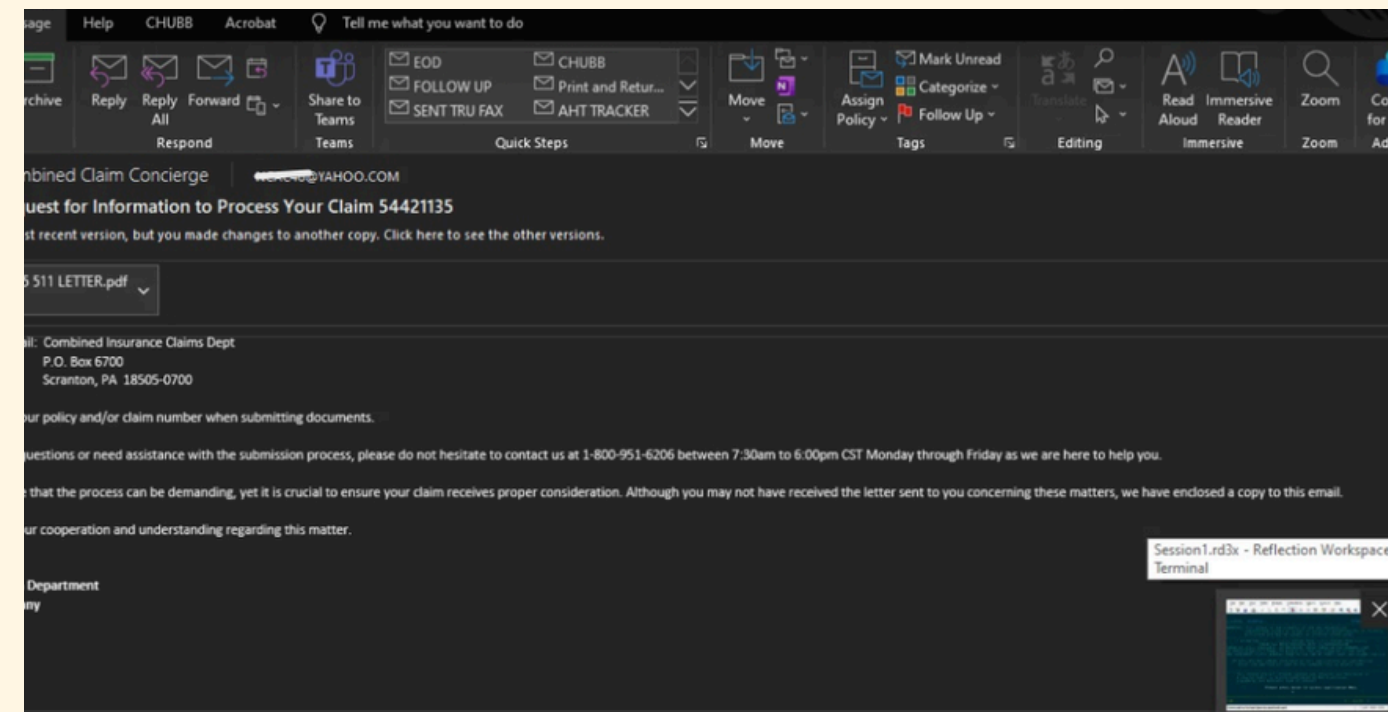 sage Help CHUBB Acrobat Tell me what you want to do
rchive Reply Reply All Forward Share to Teams
EOD CHUBB
FOLLOW UP Print and Retur...
SENT TRU FAX AHT TRACKER
Move Assign Policy Mark Unread Categorize Follow Up Translate Read Aloud Immersive Reader Zoom Co for
Respond Teams Quick Steps Move Tags Editing Immersive Zoom Ad
nbined Claim Concierge @YAHOO.COM
uest for Information to Process Your Claim 54421135
st recent version, but you made changes to another copy. Click here to see the other versions.
5 511 LETTER.pdf
ail: Combined Insurance Claims Dept
P.O. Box 6700
Scranton, PA 18505-0700
our policy and/or claim number when submitting documents.
questions or need assistance with the submission process, please do not hesitate to contact us at 1-800-951-6206 between 7:30am to 6:00pm CST Monday through Friday as we are here to help you.
e that the process can be demanding, yet it is crucial to ensure your claim receives proper consideration. Although you may not have received the letter sent to you concerning these matters, we have enclosed a copy to this email.
ur cooperation and understanding regarding this matter.
Session1.rd3x - Reflection Workspace
Terminal
Department
ny